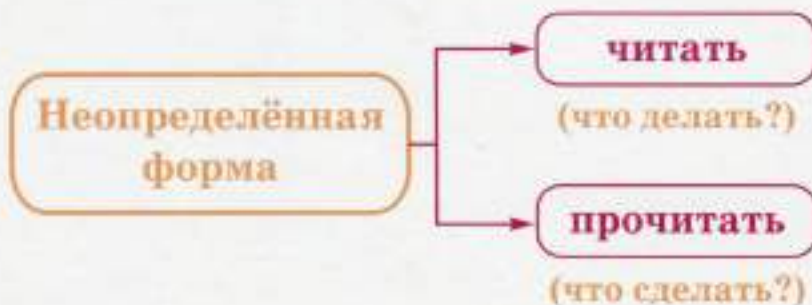 Неопределённая
форма
читать
(что делать?)
прочитать
(что сделать?)